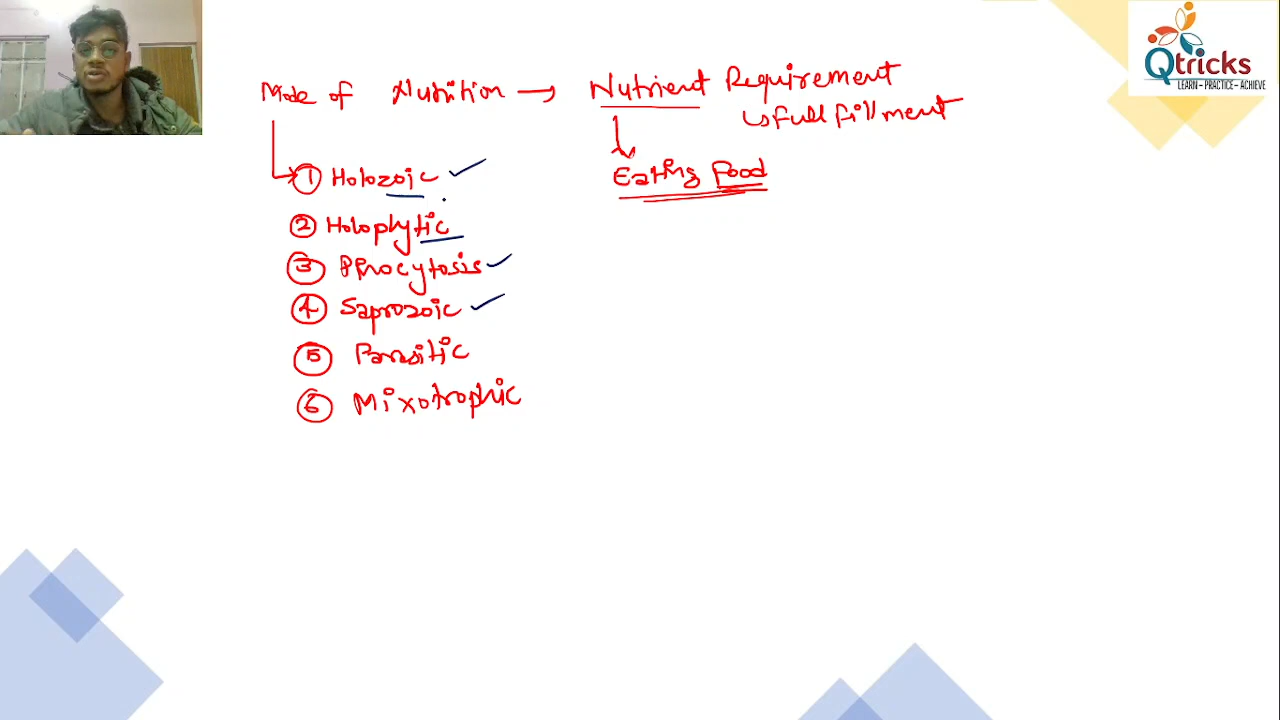 Mode of Nutrition → Nutrient Requirement
↳ Full fillment
Eating Food
① Holozoic ✓
② Holophytic
③ Phocytosis ✓
④ Saprozoic ✓
⑤ Parasitic
⑥ Mixotrophic
Qtricks
LEARN – PRACTICE – ACHIEVE